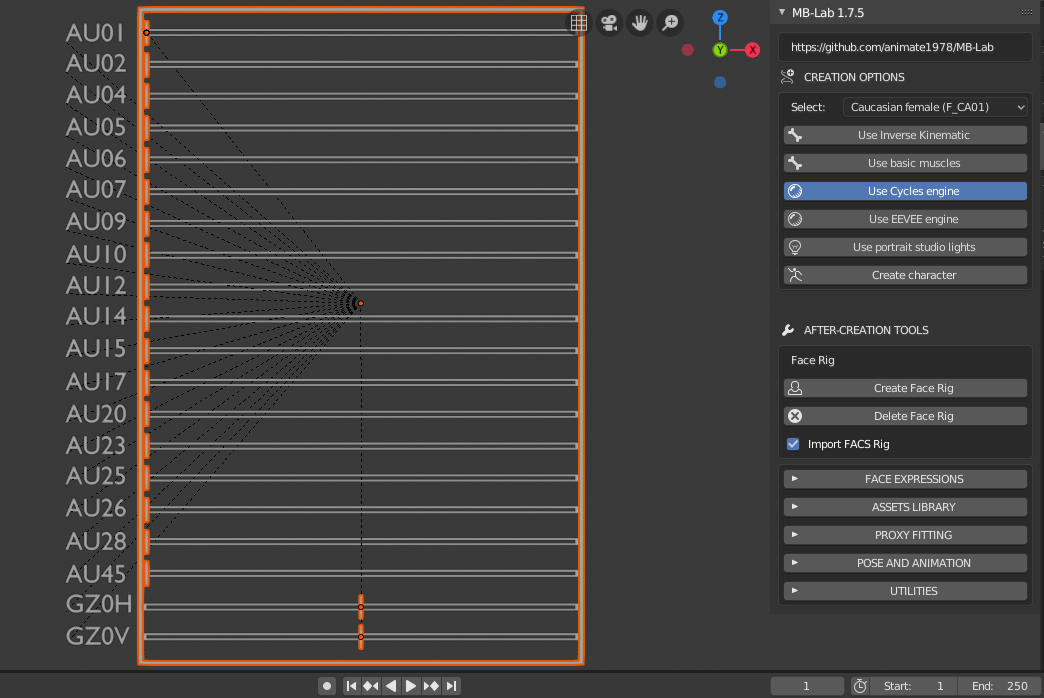 AU01
AU02
AU04
AU05
AU06
AU07
AU09
AU10
AU12
AU14
AU15
AU17
AU20
AU23
AU25
AU26
AU28
AU45
GZ0H
GZ0V
Z
Y
X
MB-Lab 1.7.5
https://github.com/animate1978/MB-Lab
CREATION OPTIONS
Select: Caucasian female (F_CA01)
Use Inverse Kinematic
Use basic muscles
Use Cycles engine
Use EEVEE engine
Use portrait studio lights
Create character
AFTER-CREATION TOOLS
Face Rig
Create Face Rig
Delete Face Rig
Import FACS Rig
FACE EXPRESSIONS
ASSETS LIBRARY
PROXY FITTING
POSE AND ANIMATION
UTILITIES
1 Start: 1 End: 250